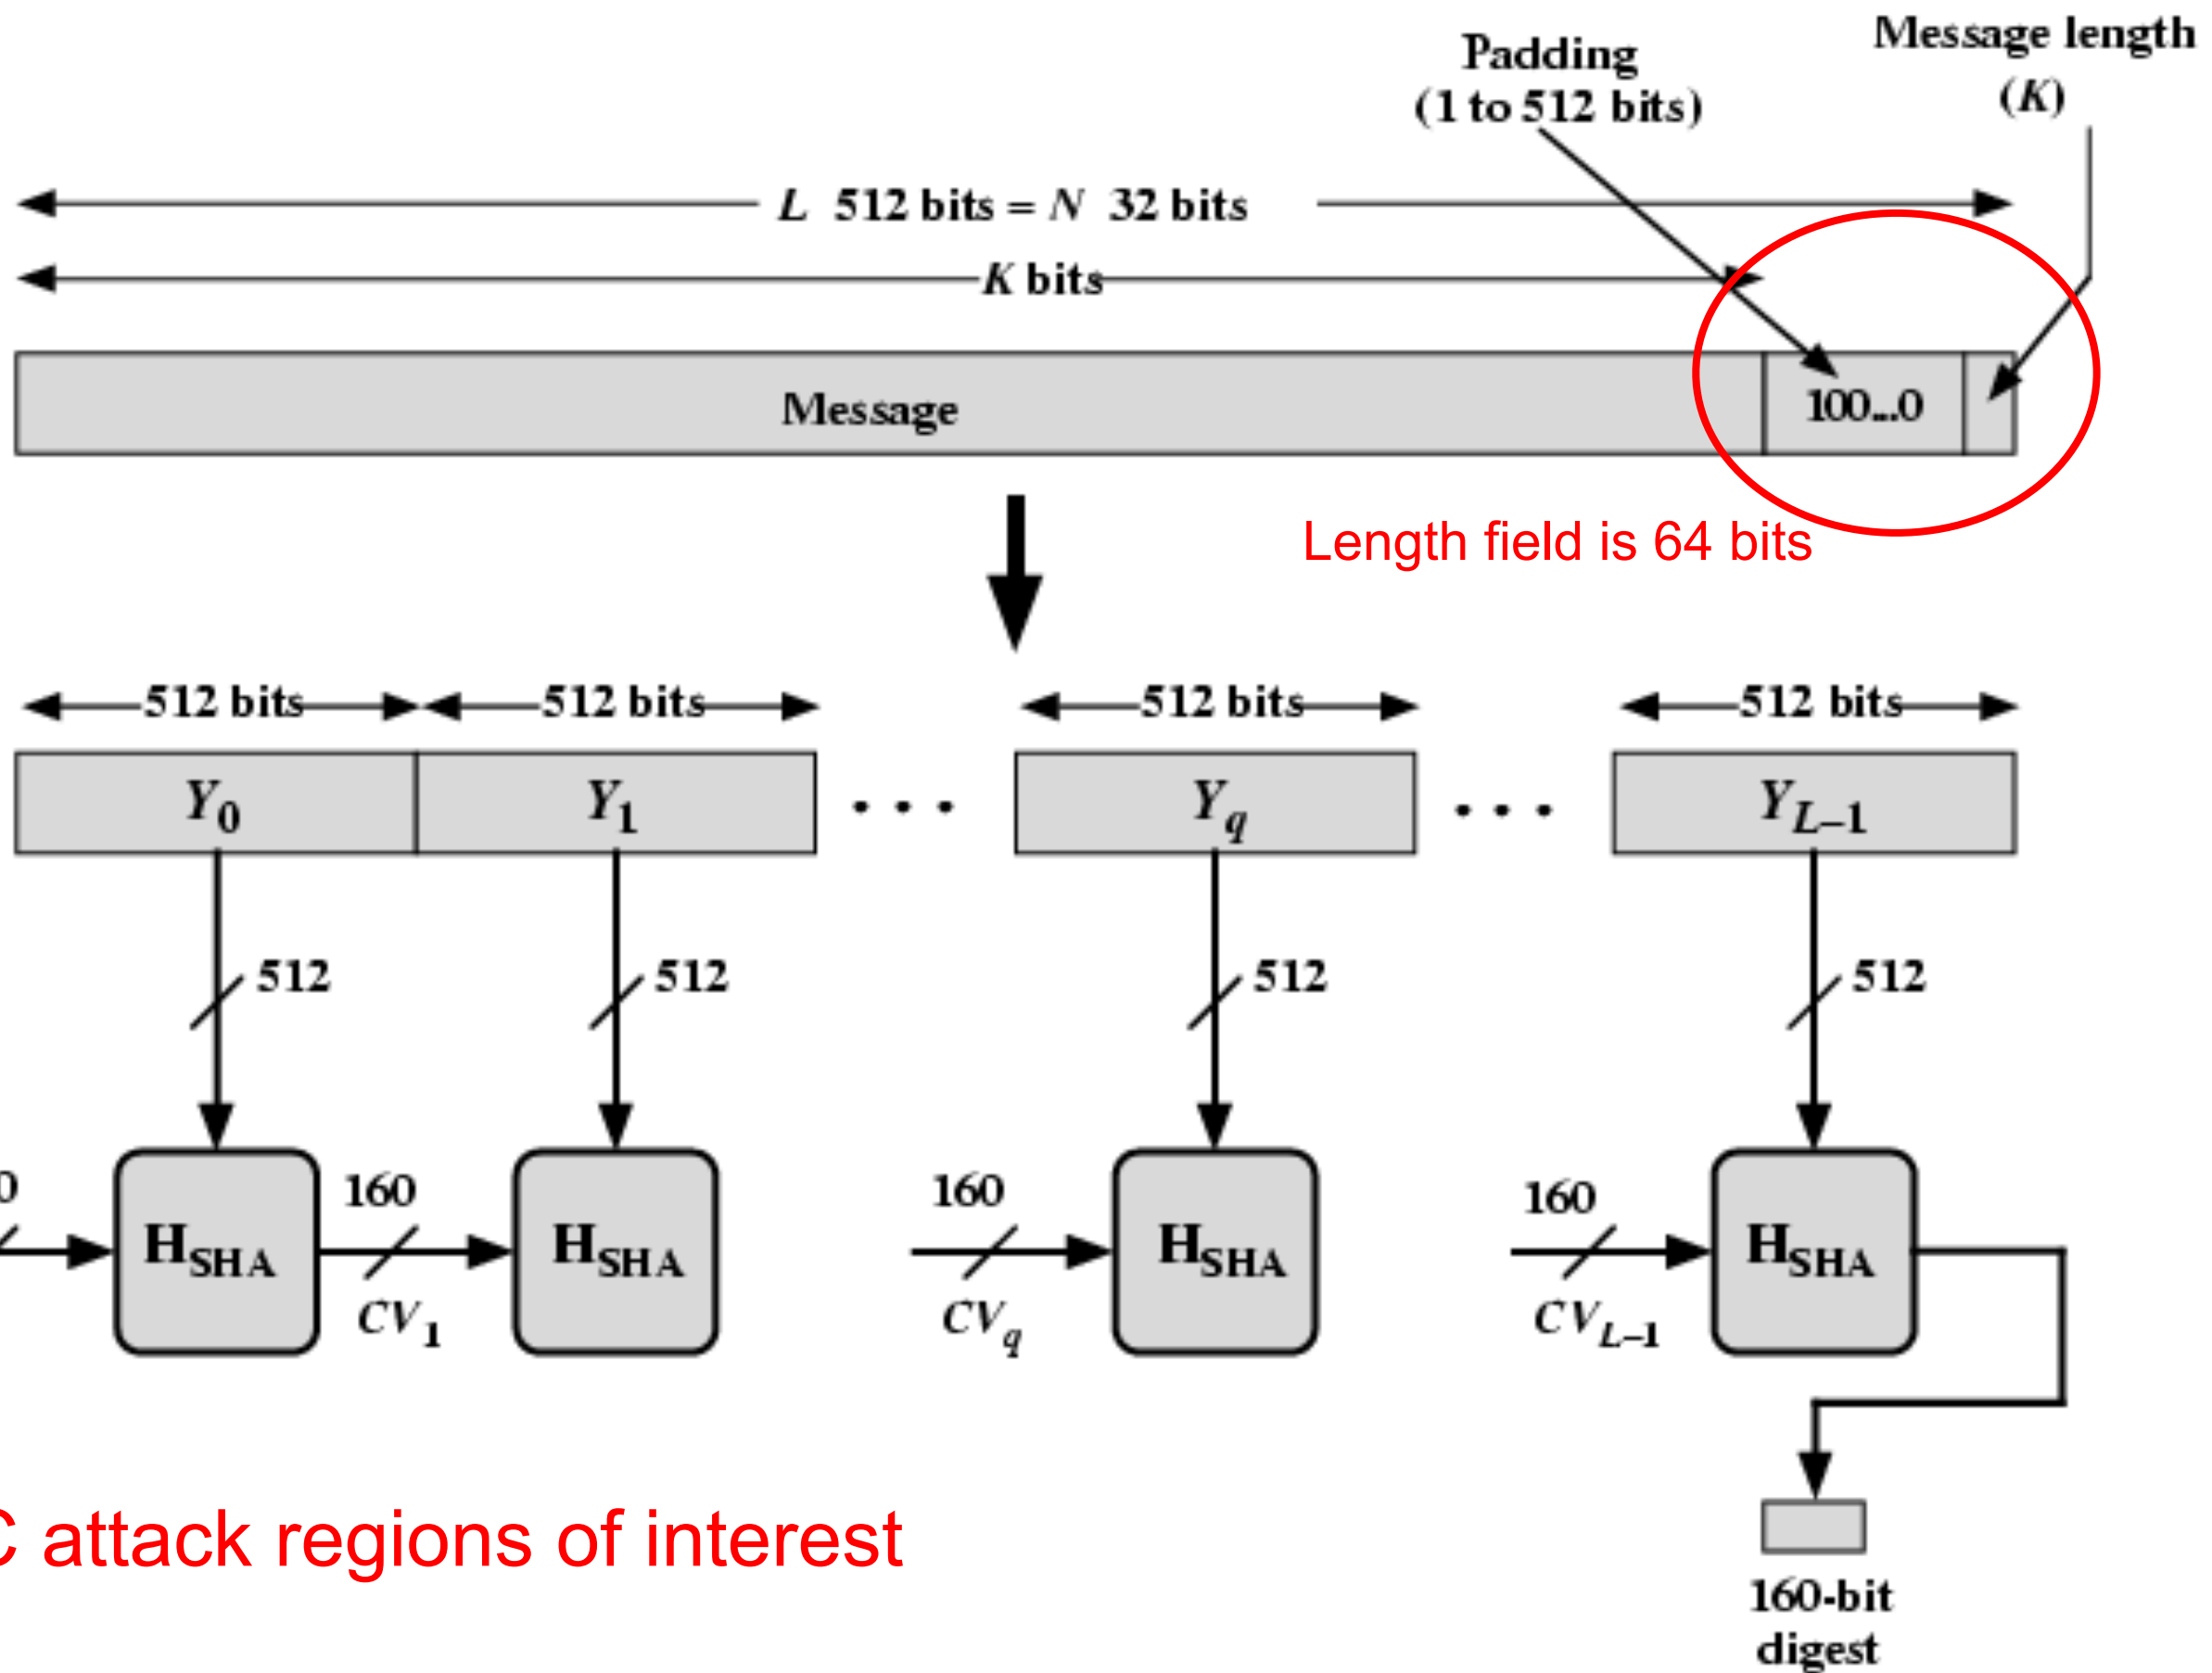 Message length
(K)
Padding
(1 to 512 bits)
L 512 bits = N 32 bits
K bits
Message
100...0
Length field is 64 bits
512 bits
512 bits
512 bits
512 bits
Y0
Y1
• • •
Yq
• • •
YL–1
512
512
512
512
0
160
160
160
HSHA
HSHA
HSHA
HSHA
CV1
CVq
CVL–1
C attack regions of interest
160-bit
digest